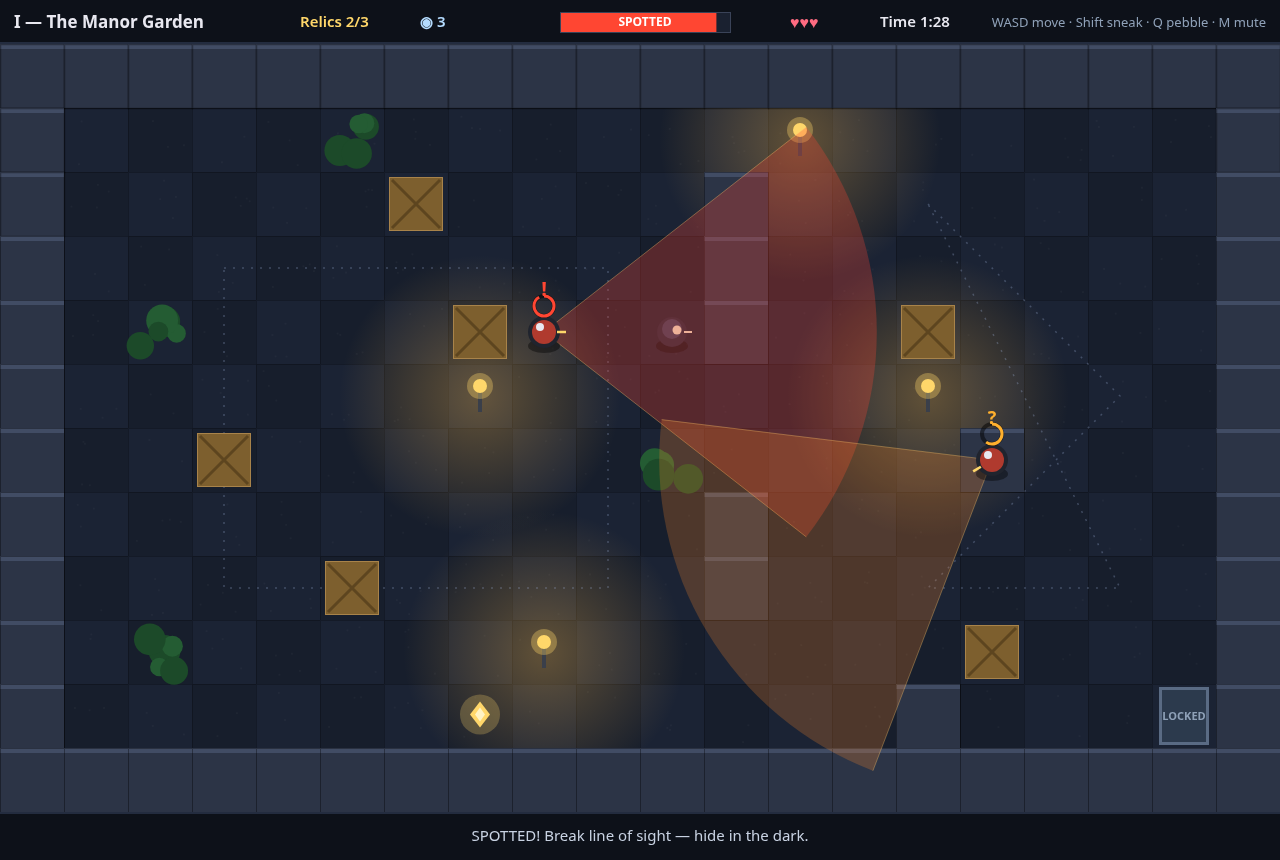 I — The Manor Garden
Relics 2/3
◉ 3
SPOTTED
♥♥♥
Time 1:28
WASD move · Shift sneak · Q pebble · M mute
!
?
LOCKED
SPOTTED! Break line of sight — hide in the dark.